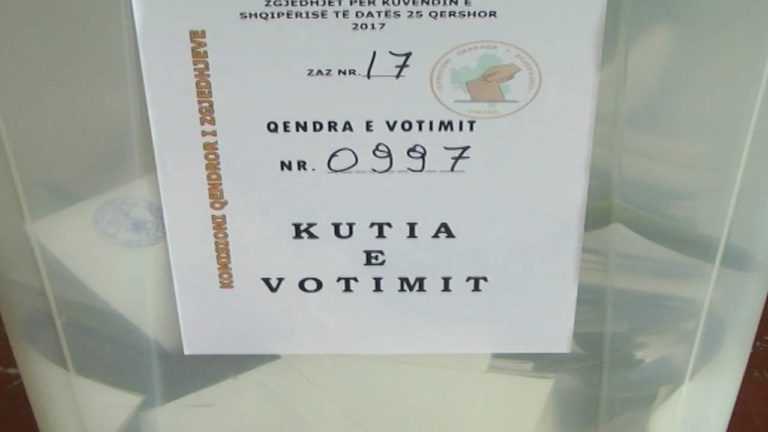 ZGJEDHJET PËR KUVENDIN E
SHQIPËRISË TË DATËS 25 QERSHOR
2017
ZAZ NR. 17
QENDRA E VOTIMIT
NR. 0997
KUTIA
E
VOTIMIT
KOMISIONI QENDROR I ZGJEDHJEVE